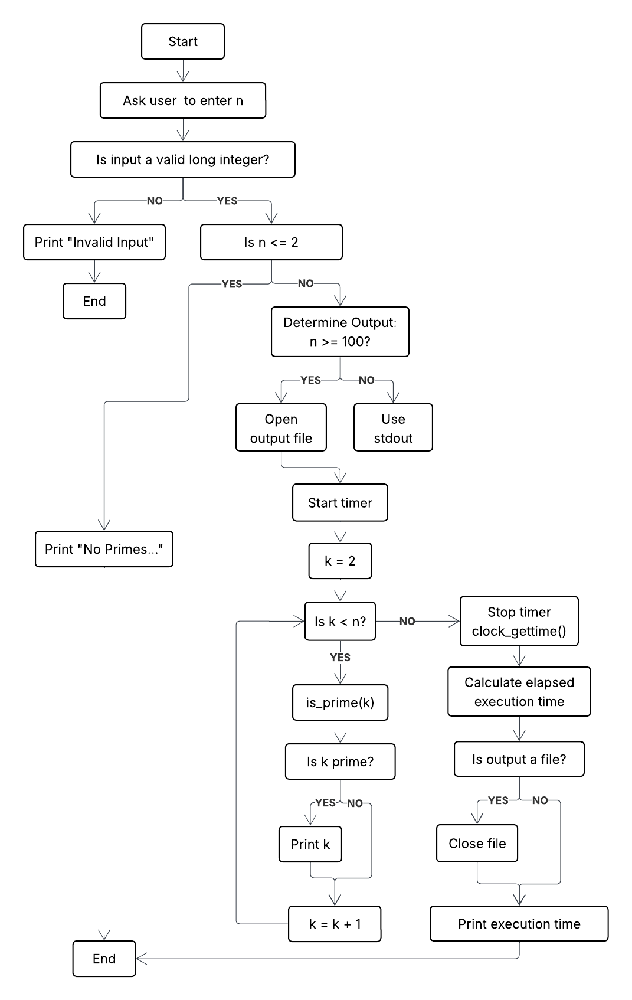 Start
Ask user  to enter n
Is input a valid long integer?
NO
YES
Print "Invalid Input"
Is n <= 2
End
YES
NO
Determine Output:
n >= 100?
YES
NO
Open
output file
Use
stdout
Start timer
Print "No Primes..."
k = 2
Is k < n?
NO
Stop timer
clock_gettime()
YES
Calculate elapsed
execution time
is_prime(k)
Is k prime?
Is output a file?
YES
NO
YES
NO
Print k
Close file
k = k + 1
Print execution time
End